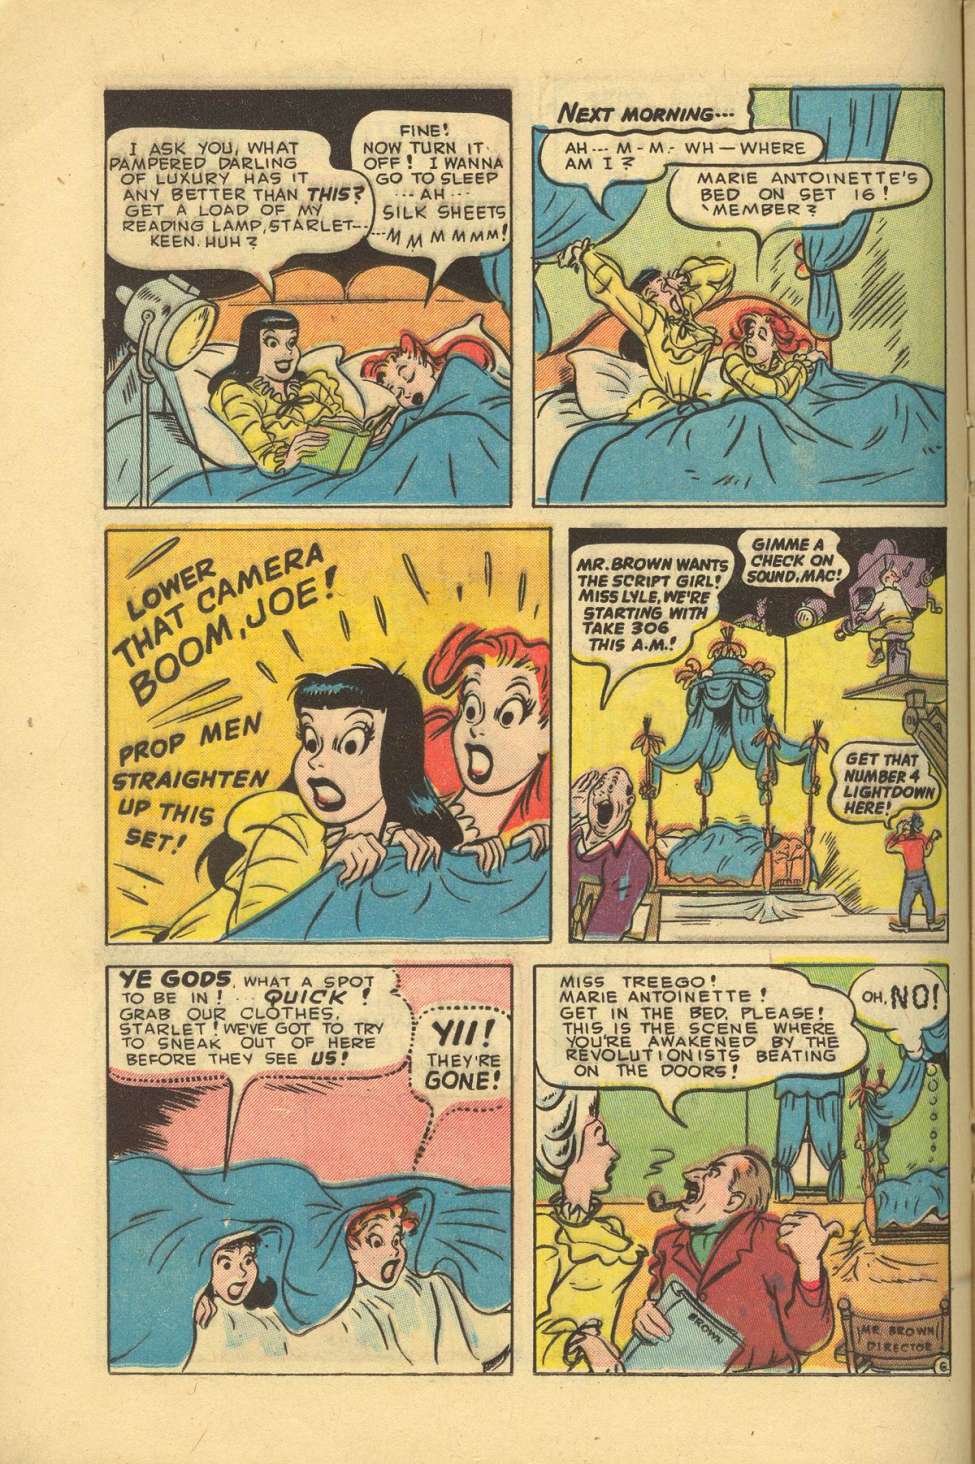 I ASK YOU, WHAT
PAMPERED DARLING
OF LUXURY HAS IT
ANY BETTER THAN THIS?
GET A LOAD OF MY
READING LAMP, STARLET--
KEEN. HUH?
FINE!
NOW TURN IT
OFF! I WANNA
GO TO SLEEP
...AH...
SILK SHEETS
---M M M M M M!
NEXT MORNING...
AH--- M - M.- WH — WHERE
AM I?
MARIE ANTOINETTE'S
BED ON SET 16!
'MEMBER?
LOWER
THAT CAMERA
BOOM, JOE!
PROP MEN
STRAIGHTEN
UP THIS
SET!
MR. BROWN WANTS
THE SCRIPT GIRL!
MISS LYLE, WE'RE
STARTING WITH
TAKE 306
THIS A.M.!
GIMME A
CHECK ON
SOUND, MAC!
GET THAT
NUMBER 4
LIGHTDOWN
HERE!
YE GODS, WHAT A SPOT
TO BE IN! ...QUICK!
GRAB OUR CLOTHES,
STARLET! WE'VE GOT TO TRY
TO SNEAK OUT OF HERE
BEFORE THEY SEE US!
YII!
THEY'RE
GONE!
MISS TREEGO!
MARIE ANTOINETTE!
GET IN THE BED, PLEASE!
THIS IS THE SCENE WHERE
YOU'RE AWAKENED BY THE
REVOLUTIONISTS BEATING
ON THE DOORS!
OH, NO!
BROWN
MR. BROWN
DIRECTOR
6